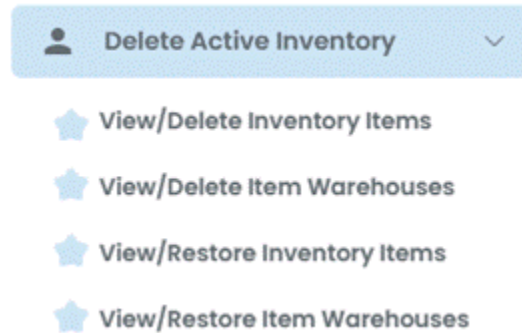 Delete Active Inventory
View/Delete Inventory Items
View/Delete Item Warehouses
View/Restore Inventory Items
View/Restore Item Warehouses